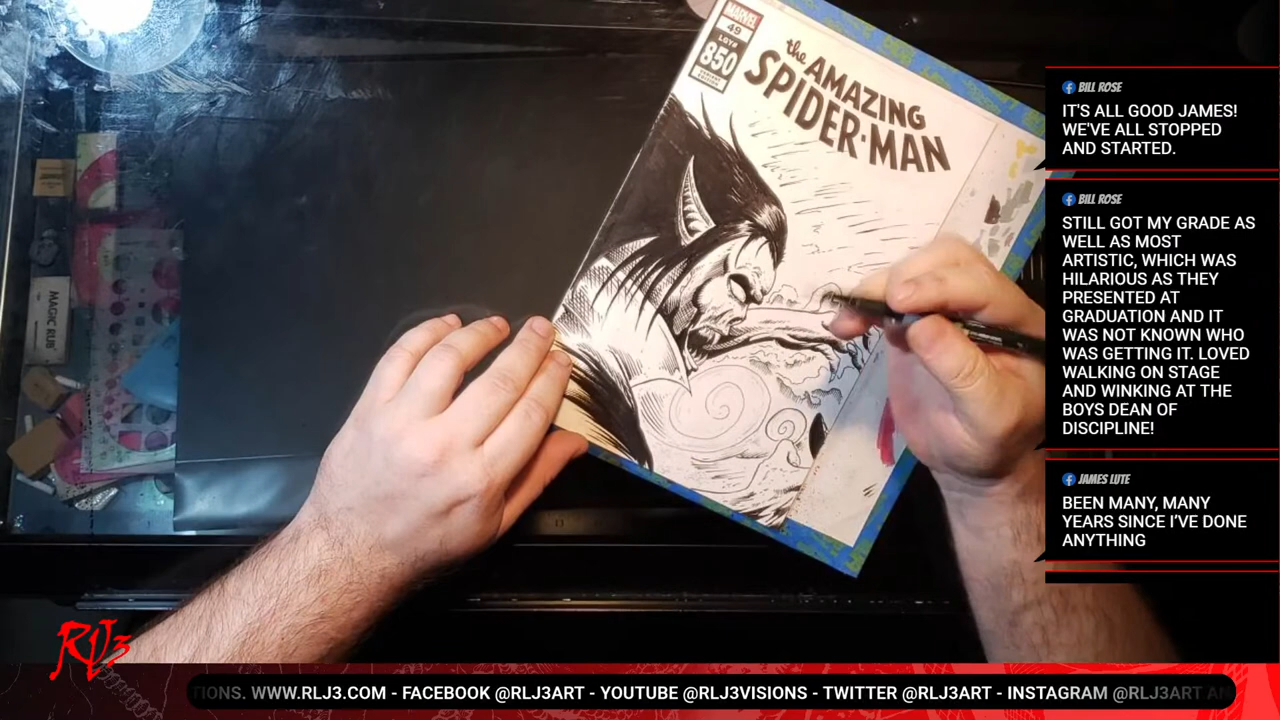 MARVEL
49
LGY#
850
VARIANT
EDITION
the AMAZING
SPIDER-MAN
MAGIC RUB
BILL ROSE
IT'S ALL GOOD JAMES!
WE'VE ALL STOPPED
AND STARTED.
BILL ROSE
STILL GOT MY GRADE AS
WELL AS MOST
ARTISTIC, WHICH WAS
HILARIOUS AS THEY
PRESENTED AT
GRADUATION AND IT
WAS NOT KNOWN WHO
WAS GETTING IT. LOVED
WALKING ON STAGE
AND WINKING AT THE
BOYS DEAN OF
DISCIPLINE!
JAMES LUTE
BEEN MANY, MANY
YEARS SINCE I'VE DONE
ANYTHING
RLJ3
TIONS. WWW.RLJ3.COM - FACEBOOK @RLJ3ART - YOUTUBE @RLJ3VISIONS - TWITTER @RLJ3ART - INSTAGRAM @RLJ3ART AN